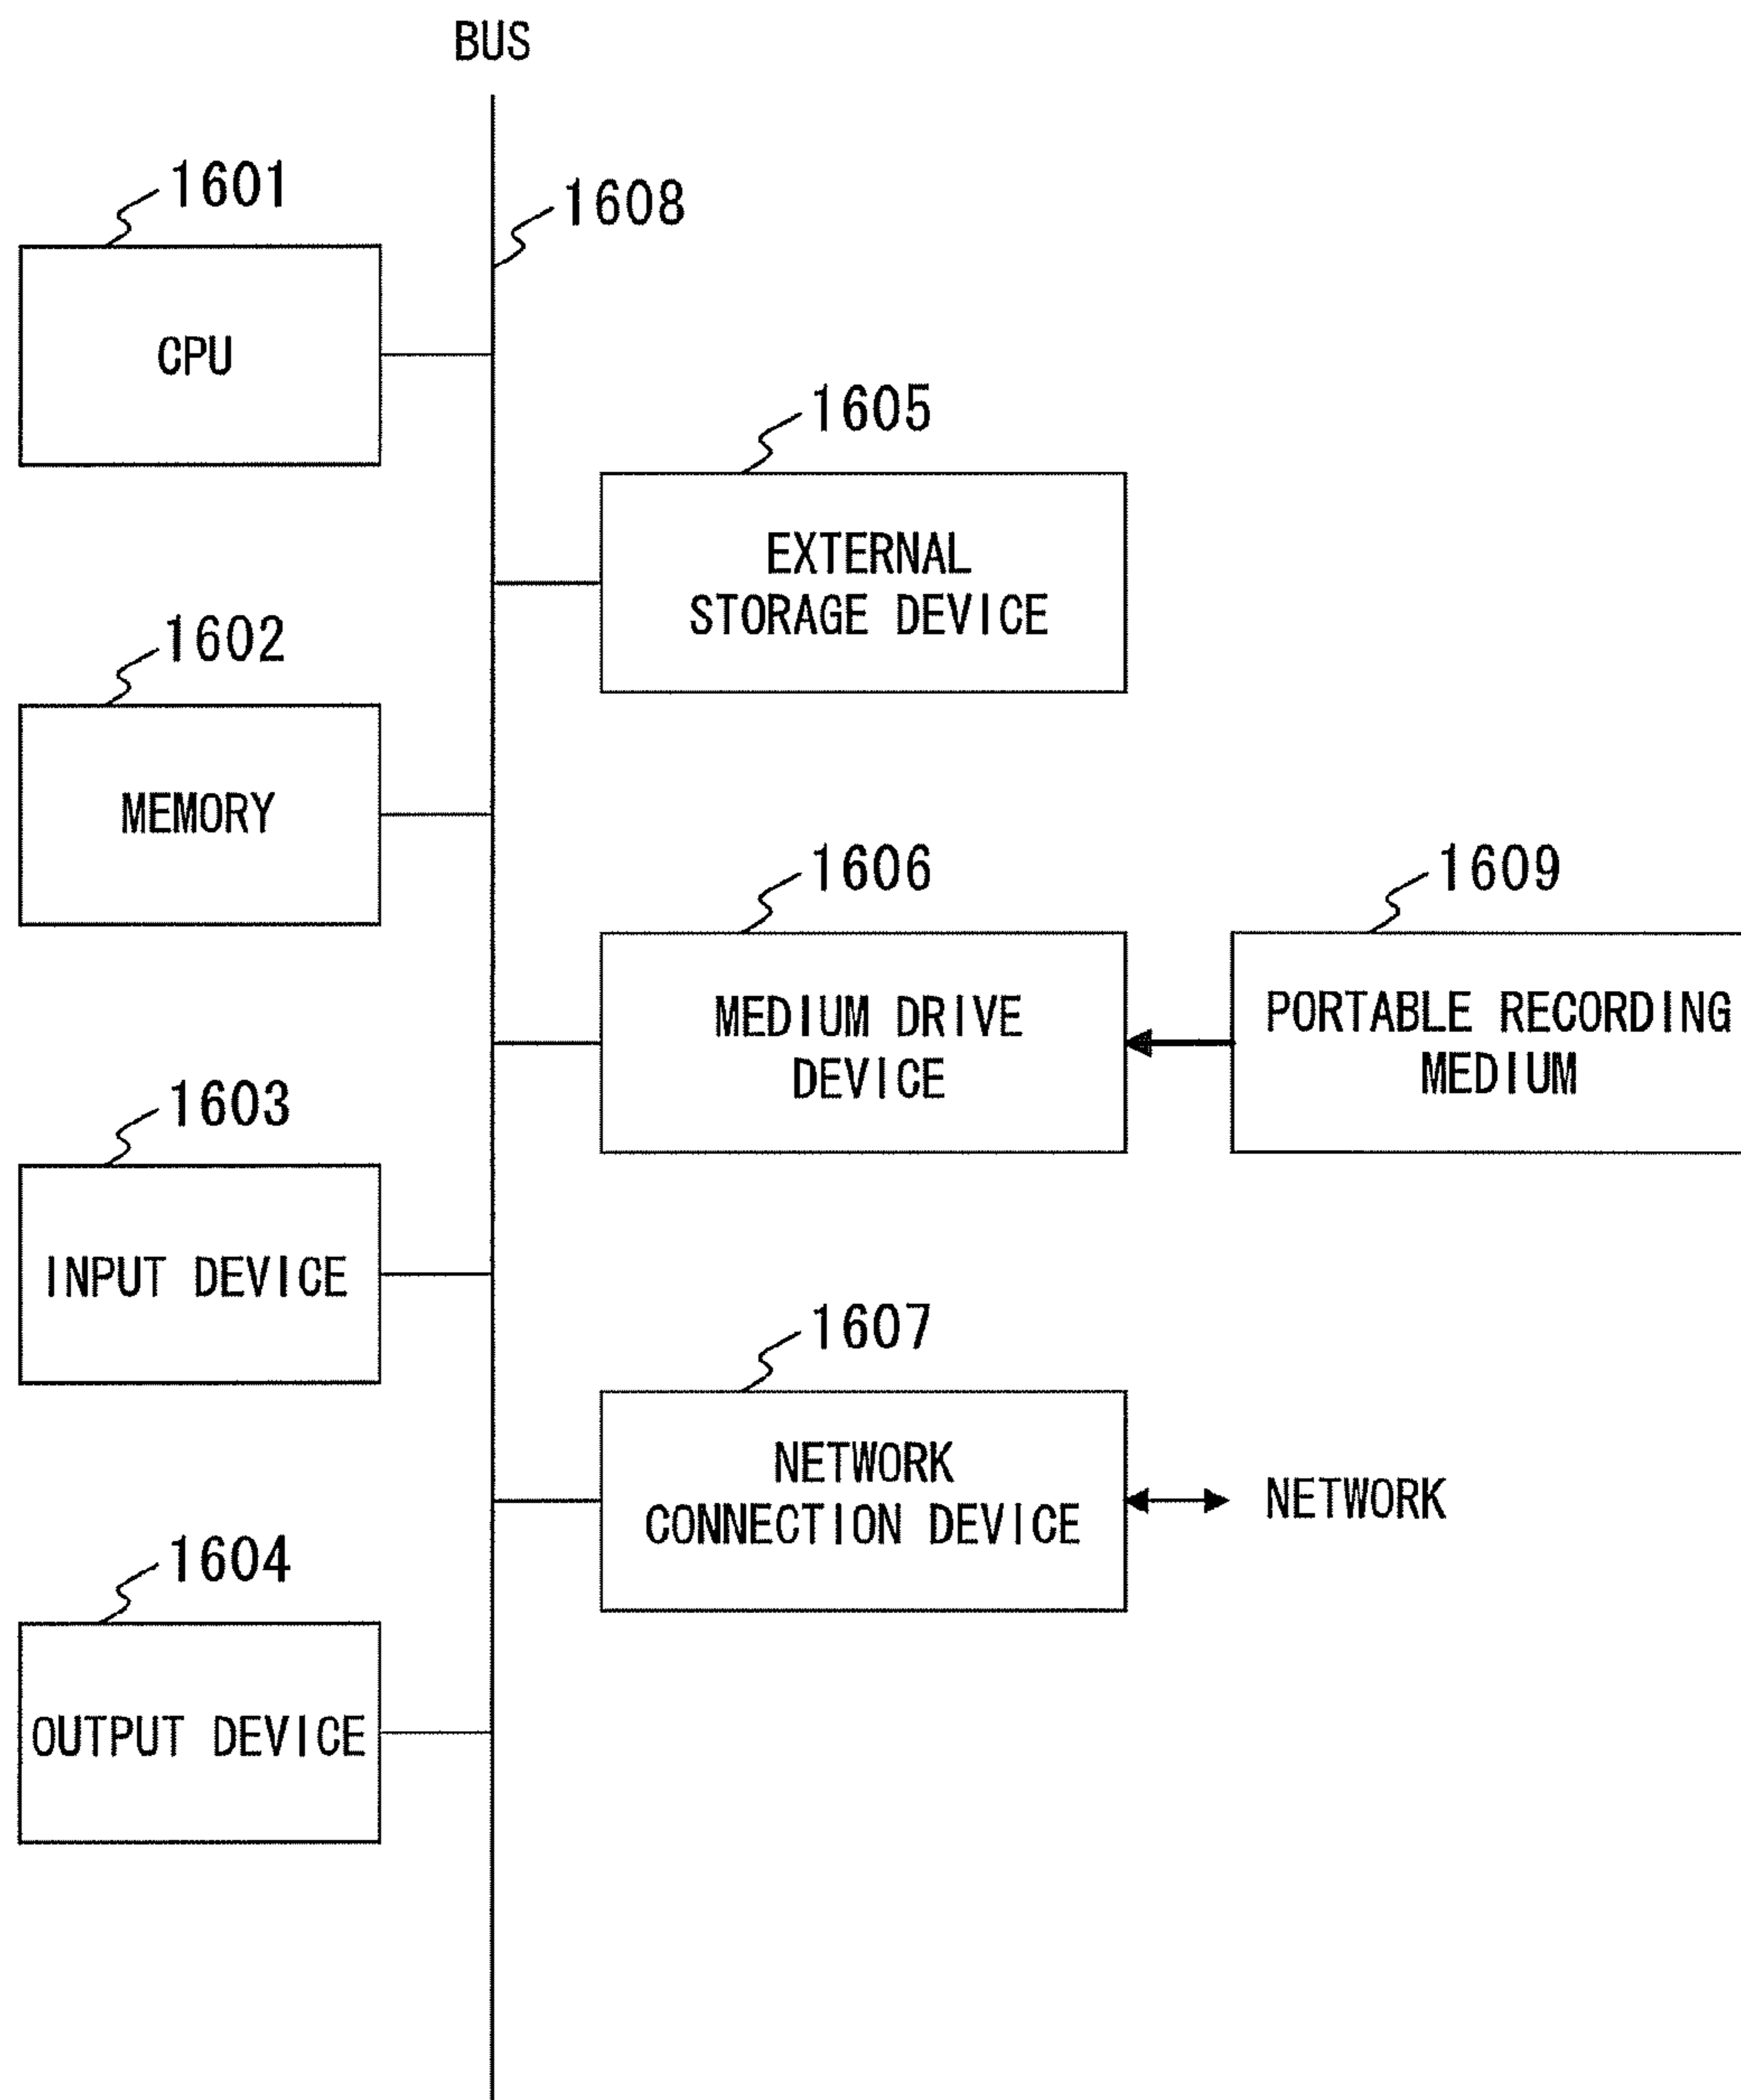 BUS
1601
1608
CPU
1605
EXTERNAL
STORAGE DEVICE
1602
MEMORY
1606
1609
MEDIUM DRIVE
DEVICE
PORTABLE RECORDING
MEDIUM
1603
INPUT DEVICE
1607
NETWORK
CONNECTION DEVICE
NETWORK
1604
OUTPUT DEVICE